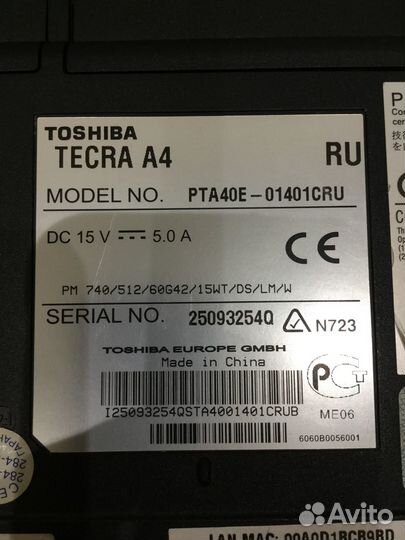 TOSHIBA
TECRA A4 RU
MODEL NO. PTA40E-01401CRU
DC 15 V 5.0 A
CE
PM 740/512/60G42/15WT/DS/LM/W
SERIAL NO. 25093254Q N723
TOSHIBA EUROPE GMBH
Made in China
I25093254QSTA4001401CRUB
ME06
6060B0056001
Avito